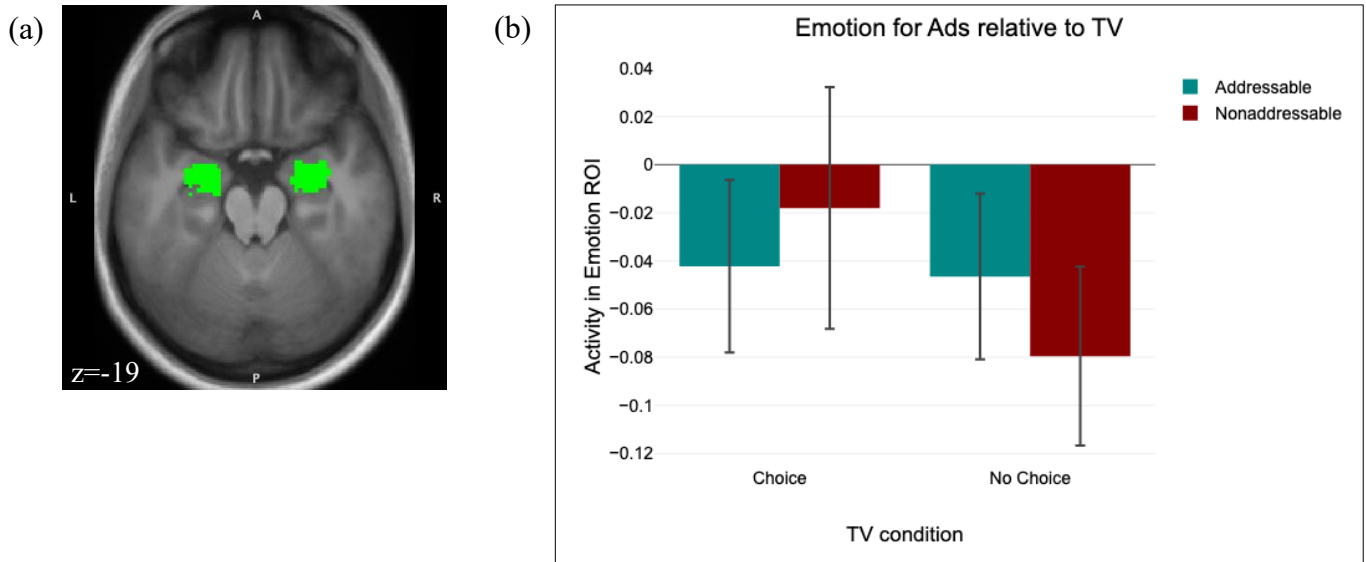 (a)
A
L
R
P
z=-19
(b)
Emotion for Ads relative to TV
Addressable
Nonaddressable
Activity in Emotion ROI
0.04
0.02
0
−0.02
−0.04
−0.06
−0.08
−0.1
−0.12
Choice
No Choice
TV condition